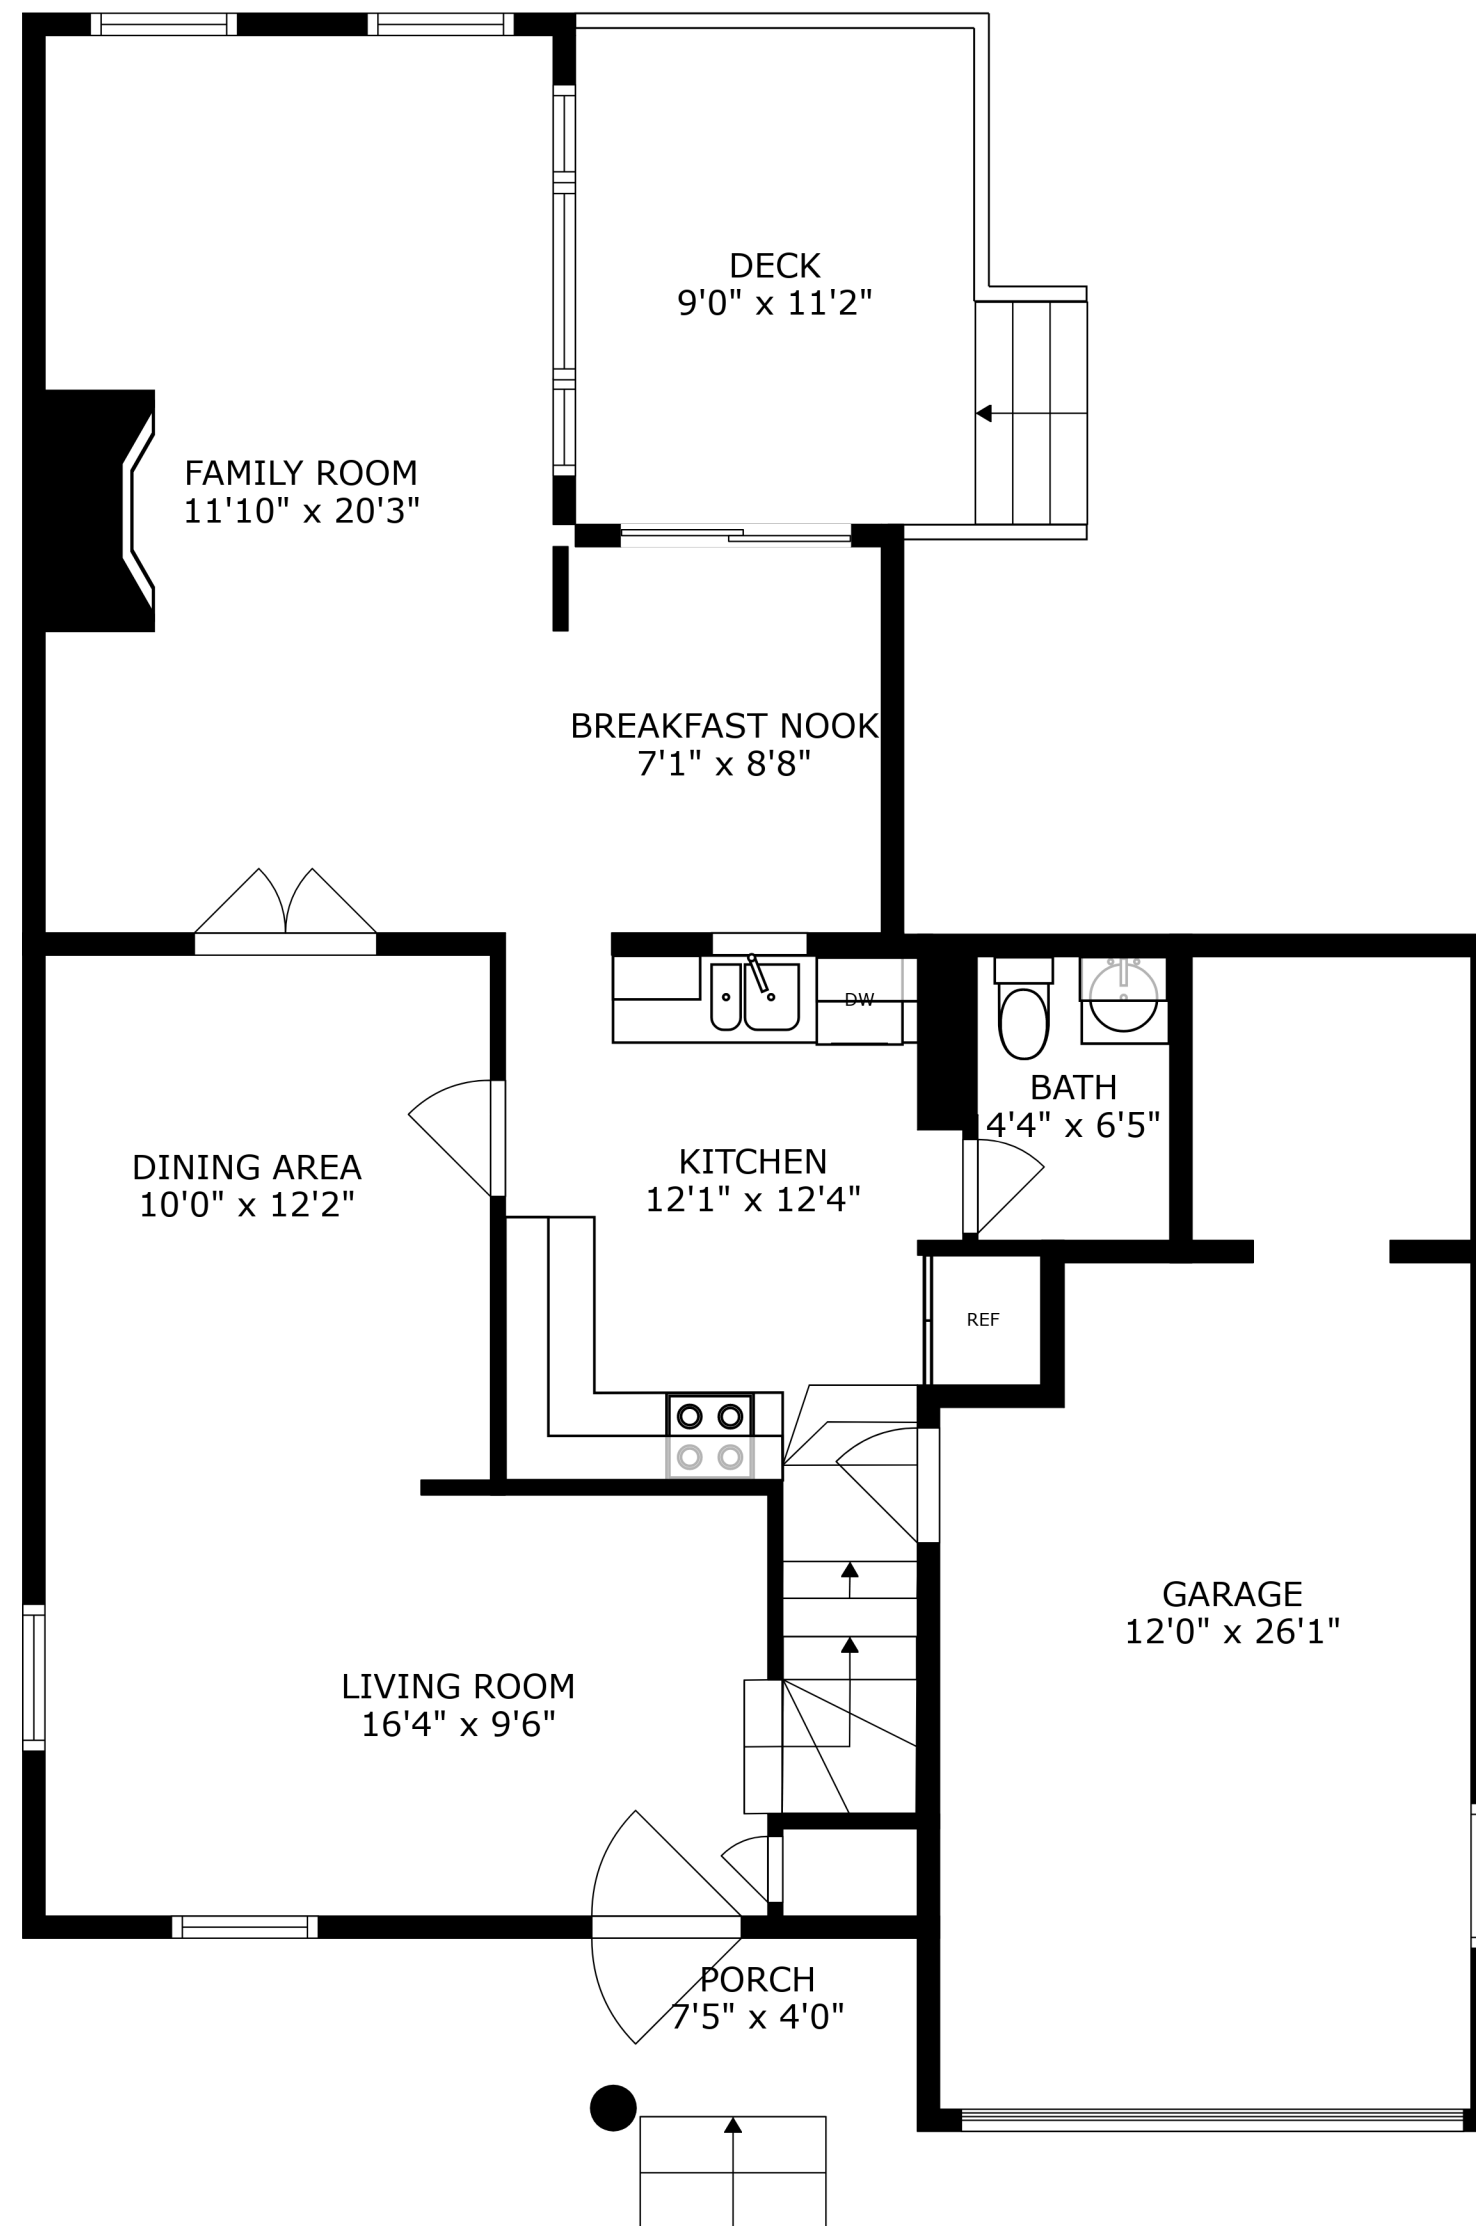 DECK
9'0" x 11'2"
FAMILY ROOM
11'10" x 20'3"
BREAKFAST NOOK
7'1" x 8'8"
DW
BATH
4'4" x 6'5"
DINING AREA
10'0" x 12'2"
KITCHEN
12'1" x 12'4"
REF
GARAGE
12'0" x 26'1"
LIVING ROOM
16'4" x 9'6"
PORCH
7'5" x 4'0"